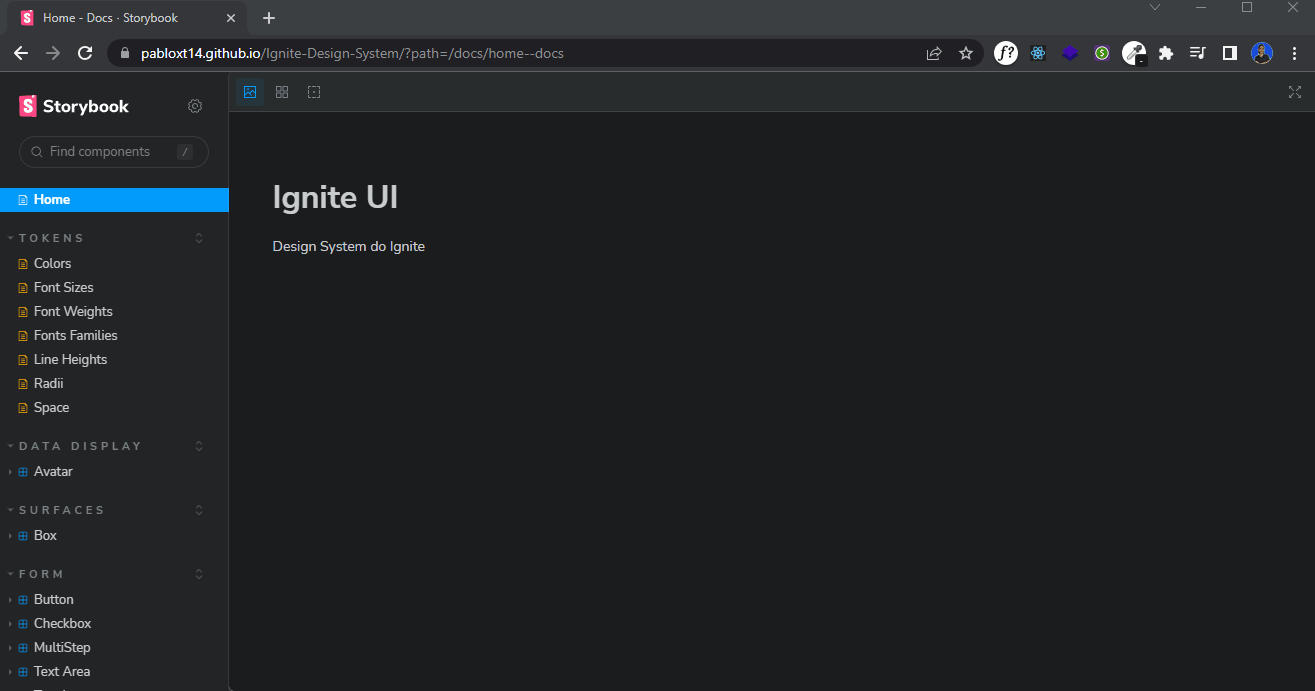 Home - Docs · Storybook
pabloxt14.github.io/Ignite-Design-System/?path=/docs/home--docs
f?
S
Storybook
Find components /
Home
TOKENS
Colors
Font Sizes
Font Weights
Fonts Families
Line Heights
Radii
Space
DATA DISPLAY
Avatar
SURFACES
Box
FORM
Button
Checkbox
MultiStep
Text Area
Ignite UI
Design System do Ignite